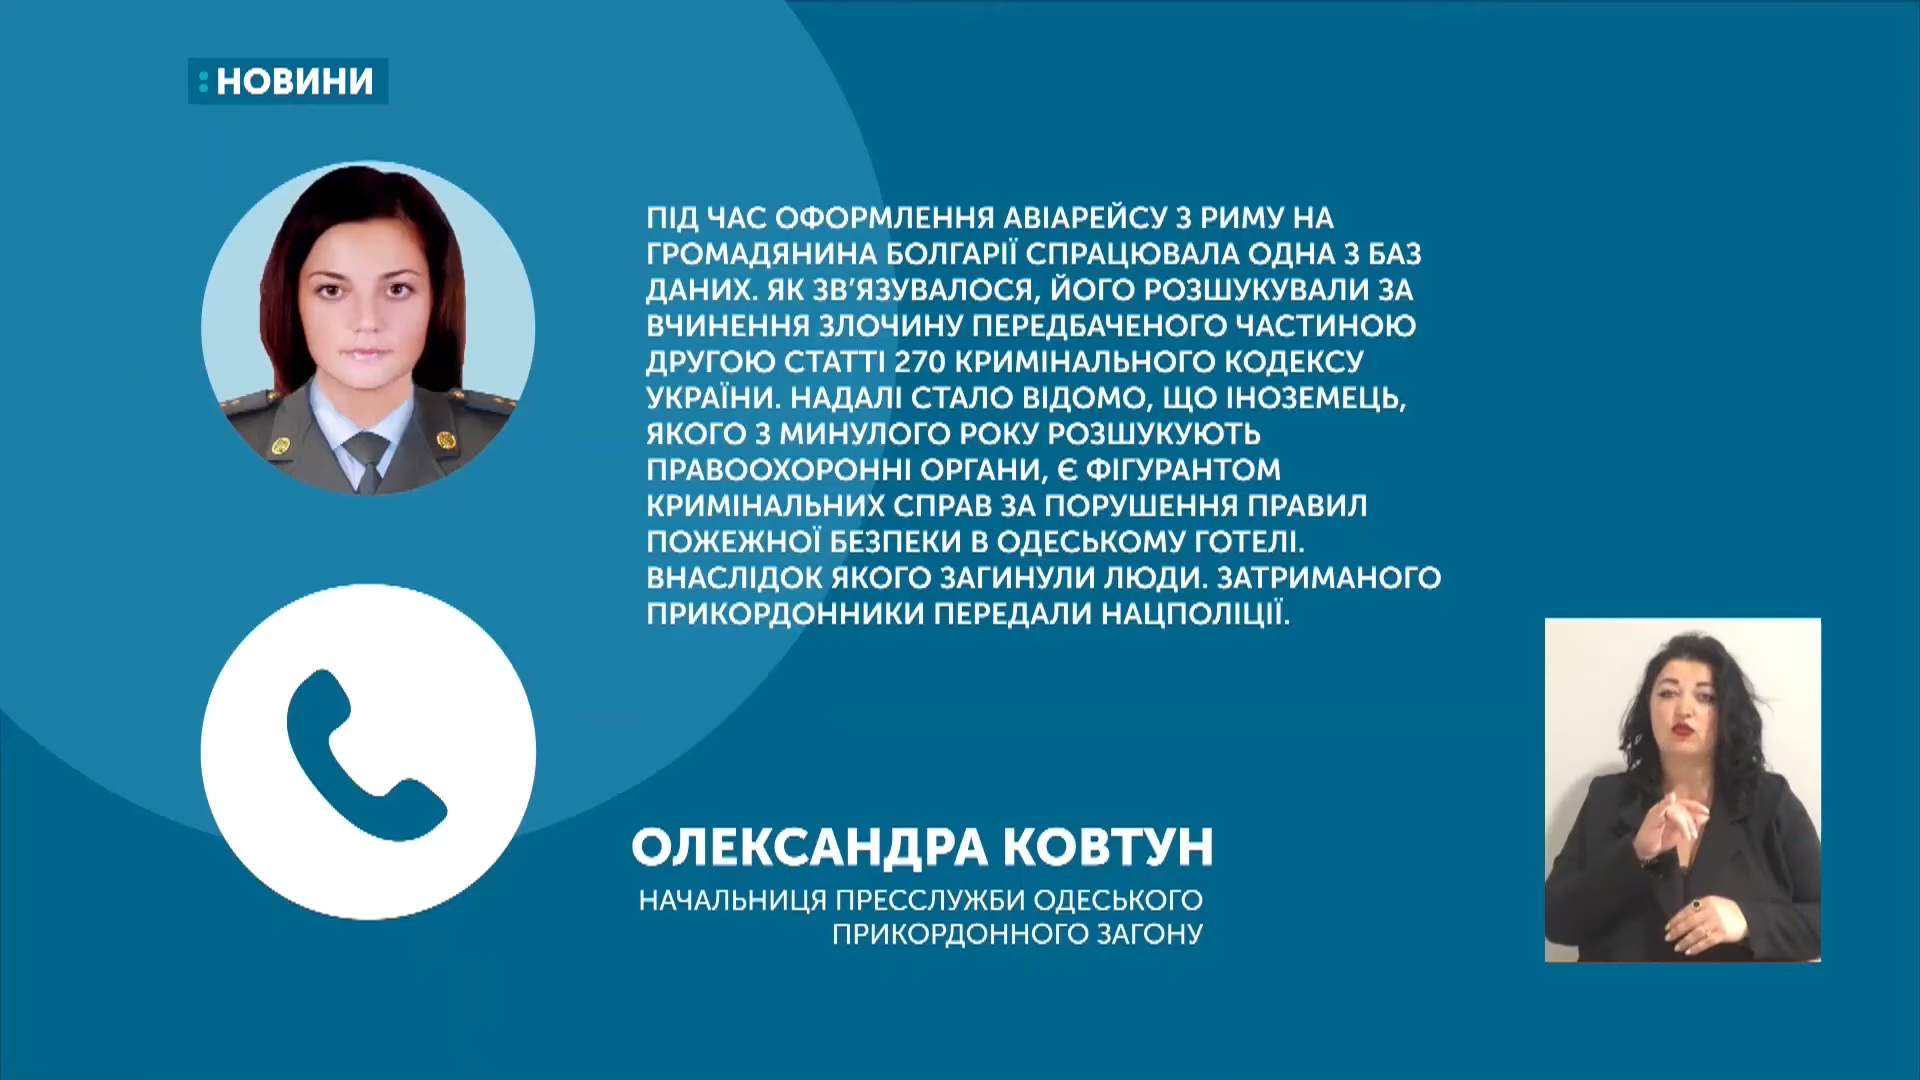 :НОВИНИ
ПІД ЧАС ОФОРМЛЕННЯ АВІАРЕЙСУ З РИМУ НА
ГРОМАДЯНИНА БОЛГАРІЇ СПРАЦЮВАЛА ОДНА З БАЗ
ДАНИХ. ЯК ЗВ’ЯЗУВАЛОСЯ, ЙОГО РОЗШУКУВАЛИ ЗА
ВЧИНЕННЯ ЗЛОЧИНУ ПЕРЕДБАЧЕНОГО ЧАСТИНОЮ
ДРУГОЮ СТАТТІ 270 КРИМІНАЛЬНОГО КОДЕКСУ
УКРАЇНИ. НАДАЛІ СТАЛО ВІДОМО, ЩО ІНОЗЕМЕЦЬ,
ЯКОГО З МИНУЛОГО РОКУ РОЗШУКУЮТЬ
ПРАВООХОРОННІ ОРГАНИ, Є ФІГУРАНТОМ
КРИМІНАЛЬНИХ СПРАВ ЗА ПОРУШЕННЯ ПРАВИЛ
ПОЖЕЖНОЇ БЕЗПЕКИ В ОДЕСЬКОМУ ГОТЕЛІ.
ВНАСЛІДОК ЯКОГО ЗАГИНУЛИ ЛЮДИ. ЗАТРИМАНОГО
ПРИКОРДОННИКИ ПЕРЕДАЛИ НАЦПОЛІЦІЇ.
ОЛЕКСАНДРА КОВТУН
НАЧАЛЬНИЦЯ ПРЕССЛУЖБИ ОДЕСЬКОГО
ПРИКОРДОННОГО ЗАГОНУ